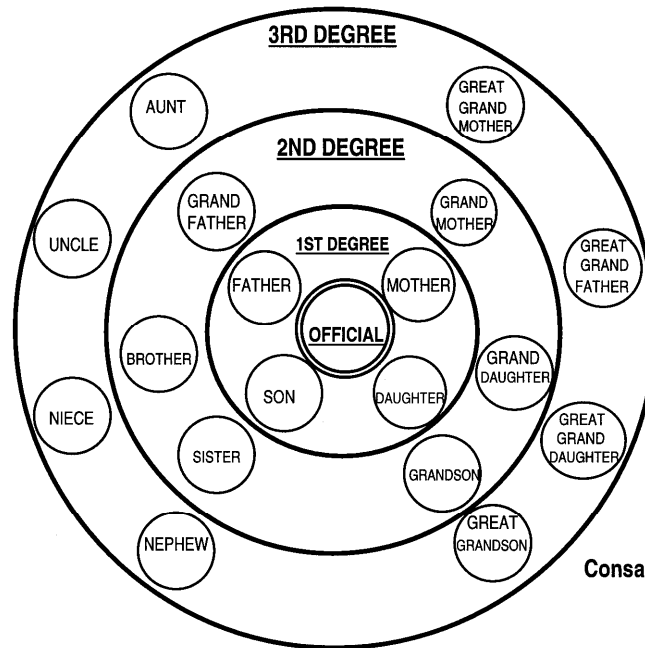 3RD DEGREE
AUNT
GREAT
GRAND
MOTHER
2ND DEGREE
GRAND
FATHER
GRAND
MOTHER
UNCLE
1ST DEGREE
GREAT
GRAND
FATHER
FATHER
MOTHER
OFFICIAL
BROTHER
GRAND
DAUGHTER
SON
DAUGHTER
NIECE
GREAT
GRAND
DAUGHTER
SISTER
GRANDSON
NEPHEW
GREAT
GRANDSON
Consa